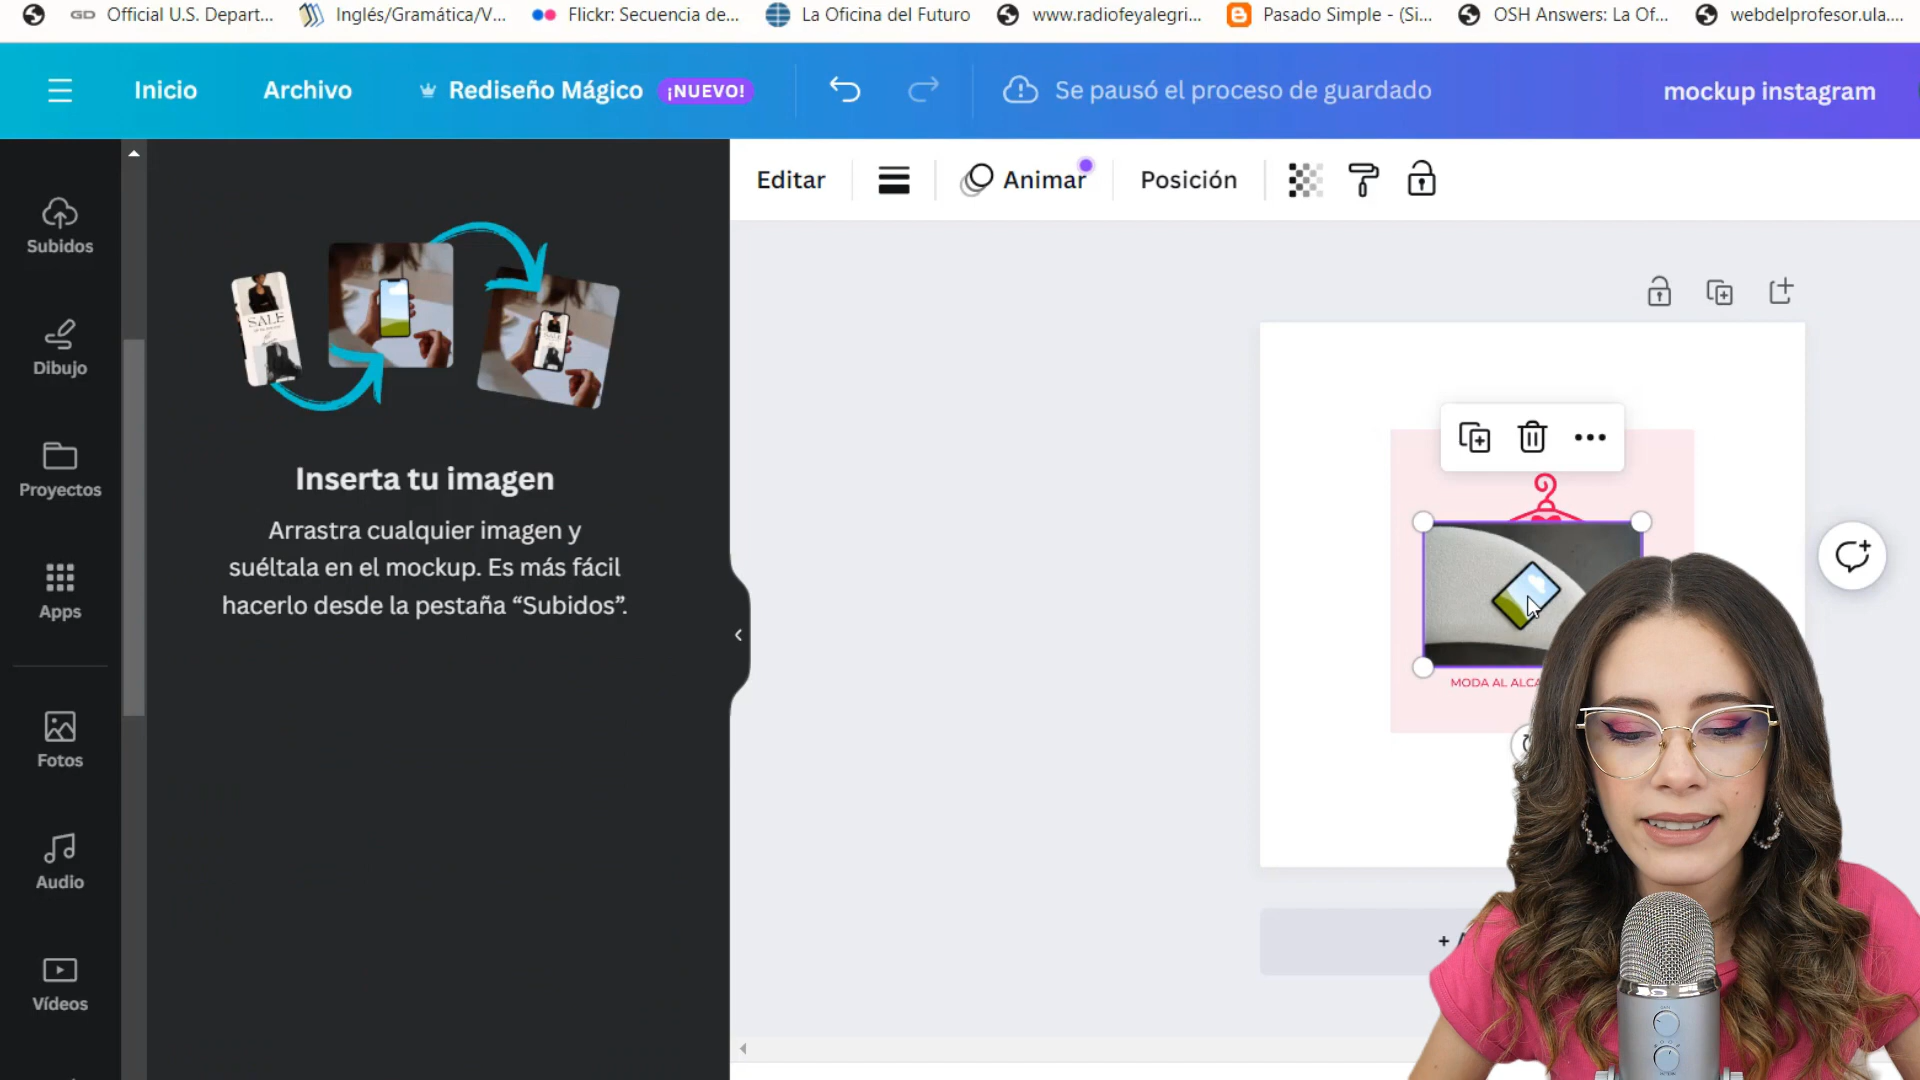 Official U.S. Depart...
Inglés/Gramática/V...
Flickr: Secuencia de...
La Oficina del Futuro
www.radiofeyalegri...
Pasado Simple - (Si...
OSH Answers: La Of...
webdelprofesor.ula....
Inicio
Archivo
Rediseño Mágico
¡NUEVO!
Se pausó el proceso de guardado
mockup instagram
Editar
Animar
Posición
Subidos
Dibujo
Proyectos
Apps
Fotos
Audio
Vídeos
SALE
Inserta tu imagen
Arrastra cualquier imagen y
suéltala en el mockup. Es más fácil
hacerlo desde la pestaña “Subidos”.
MODA AL